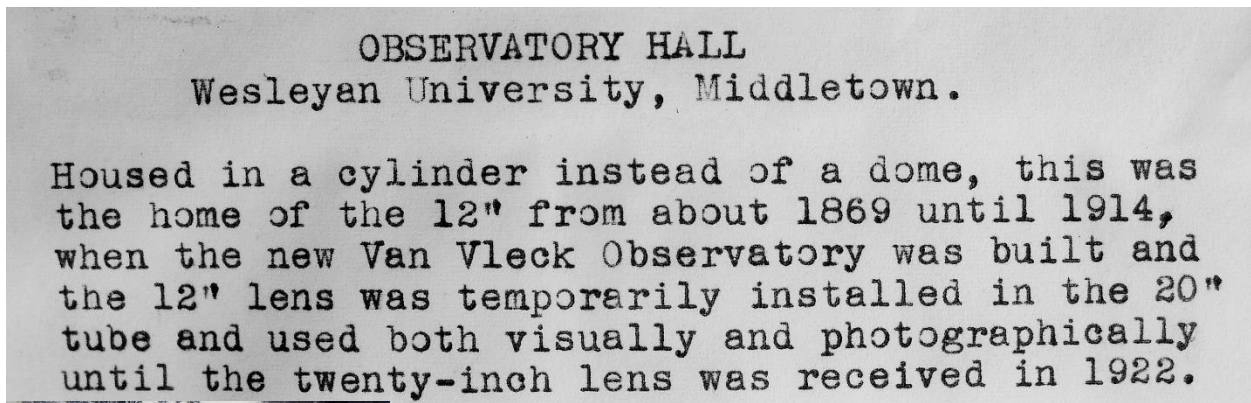 OBSERVATORY HALL
Wesleyan University, Middletown.
Housed in a cylinder instead of a dome, this was
the home of the 12" from about 1869 until 1914,
when the new Van Vleck Observatory was built and
the 12" lens was temporarily installed in the 20"
tube and used both visually and photographically
until the twenty-inch lens was received in 1922.